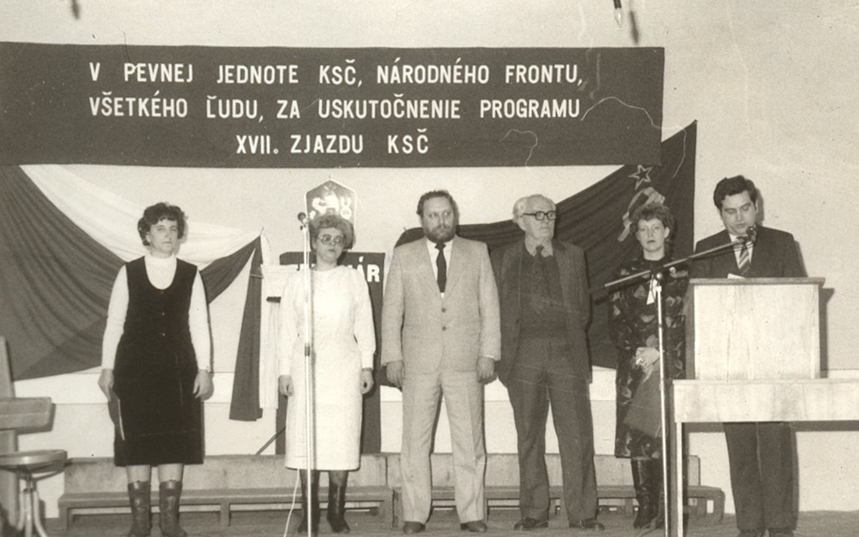 V PEVNEJ JEDNOTE KSČ, NÁRODNÉHO FRONTU,
VŠETKÉHO ĽUDU, ZA USKUTOČNENIE PROGRAMU
XVII. ZJAZDU KSČ